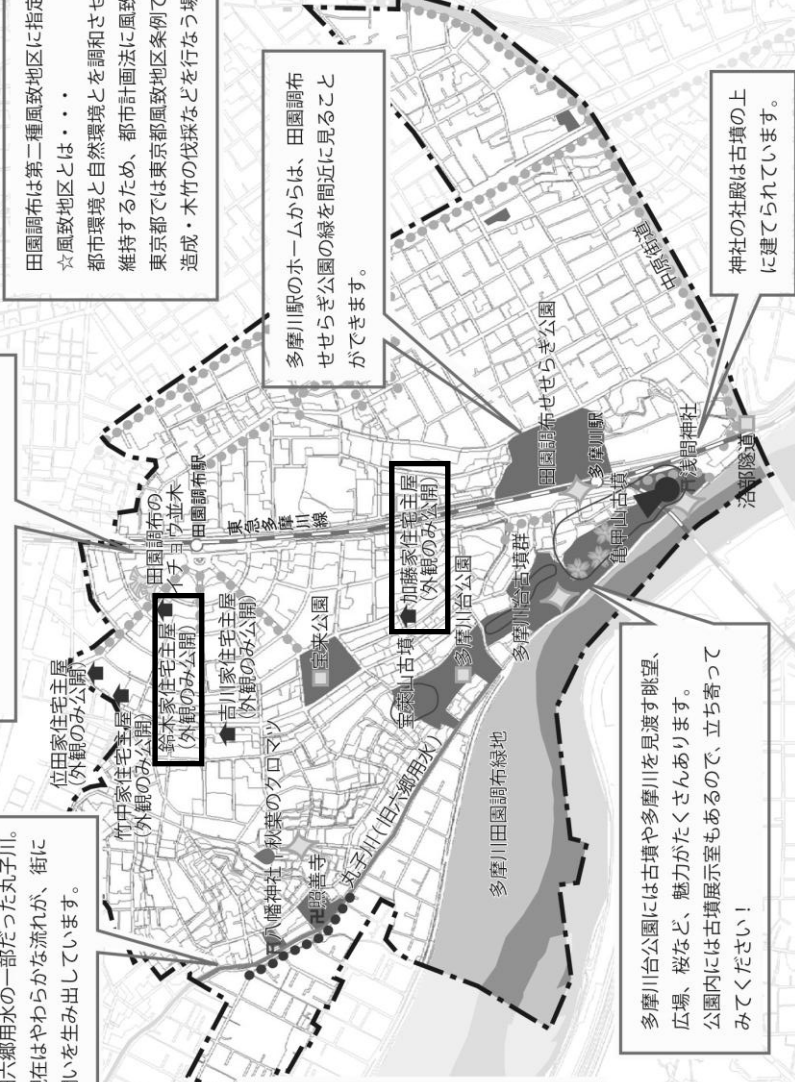 田園調布は第二種風致地区に指定
☆風致地区とは・・・
都市環境と自然環境とを調和させ
維持するため、都市計画法に風致
東京都では東京都風致地区条例で
造成・木竹の伐採などを行なう場
多摩川駅のホームからは、田園調布
せせらぎ公園の緑を間近に見ること
ができます。
神社の社殿は古墳の上
に建てられています。
六郷用水の一部だった丸子川。
現在はやわらかな流れが、街に
潤いを生み出しています。
多摩川台公園には古墳や多摩川を見渡す眺望、
広場、桜など、魅力がたくさんあります。
公園内には古墳展示室もあるので、立ち寄って
みてください！
位田家住宅主屋
(外観のみ公開)
竹中家住宅主屋
(外観のみ公開)
鈴木家住宅主屋
(外観のみ公開)
吉川家住宅主屋
(外観のみ公開)
田園調布の
イチョウ並木
田園調布駅
東急多摩川線
加藤家住宅主屋
(外観のみ公開)
宝来公園
秋葉のクロマツ
八幡神社
照善寺
丸子川(旧六郷用水)
宝萊山古墳
多摩川台公園
多摩川台古墳群
多摩川田園調布緑地
田園調布せせらぎ公園
多摩川駅
亀甲山古墳
浅間神社
沼部隧道
中原街道